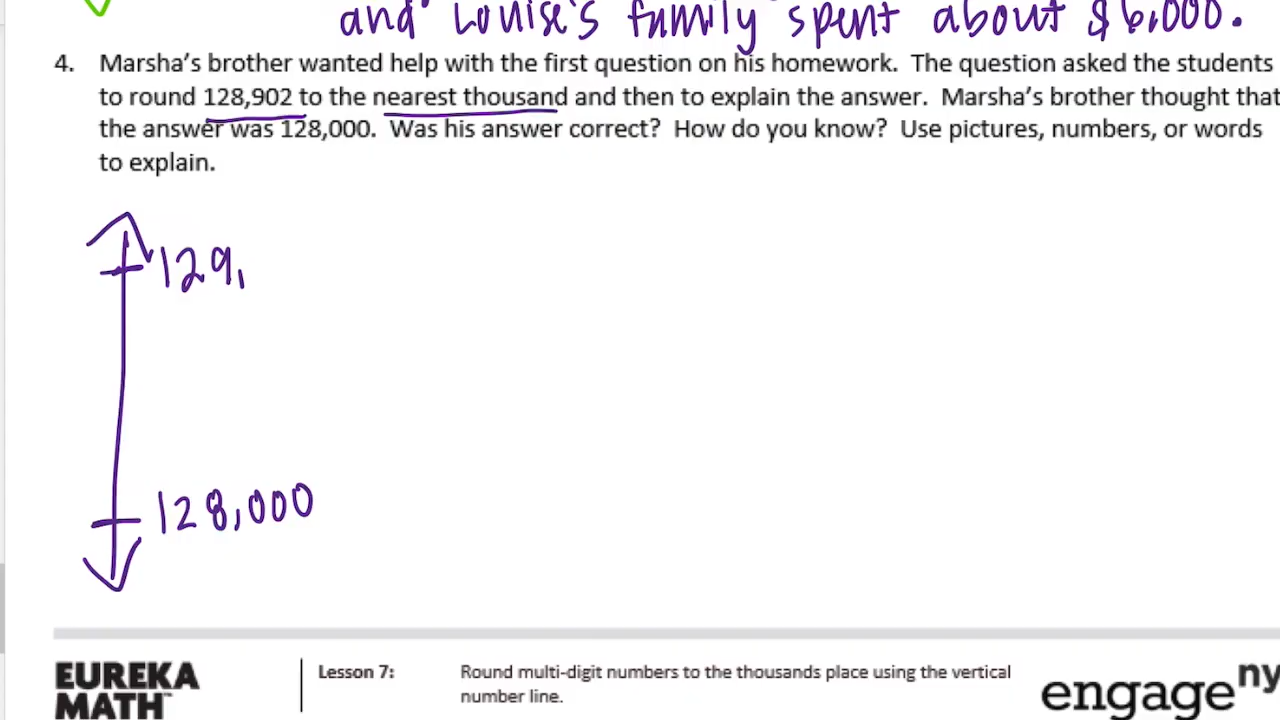 and Louise's family spent about $6,000.
4. Marsha's brother wanted help with the first question on his homework. The question asked the students
to round 128,902 to the nearest thousand and then to explain the answer. Marsha's brother thought that
the answer was 128,000. Was his answer correct? How do you know? Use pictures, numbers, or words
to explain.
129,
128,000
EUREKA
MATH™
Lesson 7:
Round multi-digit numbers to the thousands place using the vertical
number line.
engage ny